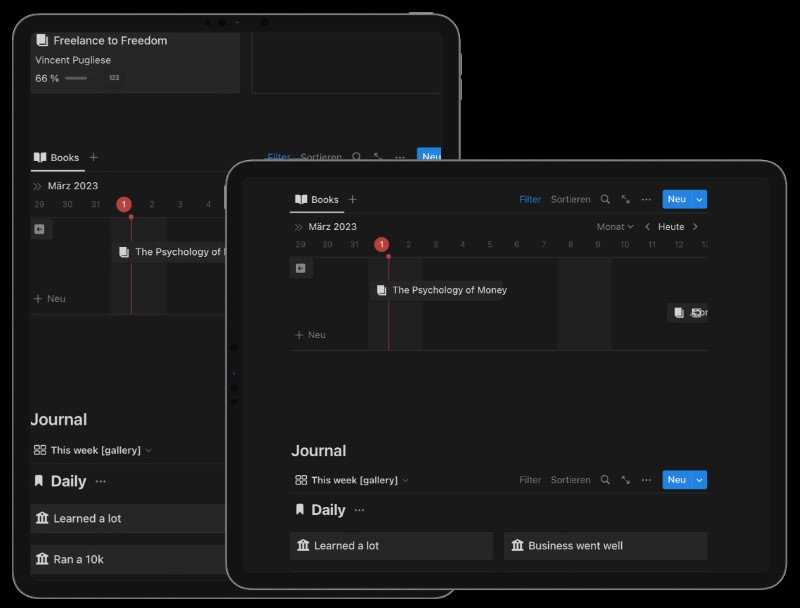 Freelance to Freedom
Vincent Pugliese
66 % 123
Books +
Filter Sortieren ... Neu
März 2023
29 30 31 1 2 3 4
The Psychology of
+ Neu
Journal
This week [gallery]
Daily ...
Learned a lot
Ran a 10k
Books +
Filter Sortieren ... Neu
März 2023
Monat Heute
29 30 31 1 2 3 4 5 6 7 8 9 10 11 12
The Psychology of Money
+ Neu
Journal
This week [gallery]
Filter Sortieren ... Neu
Daily ...
Learned a lot
Business went well